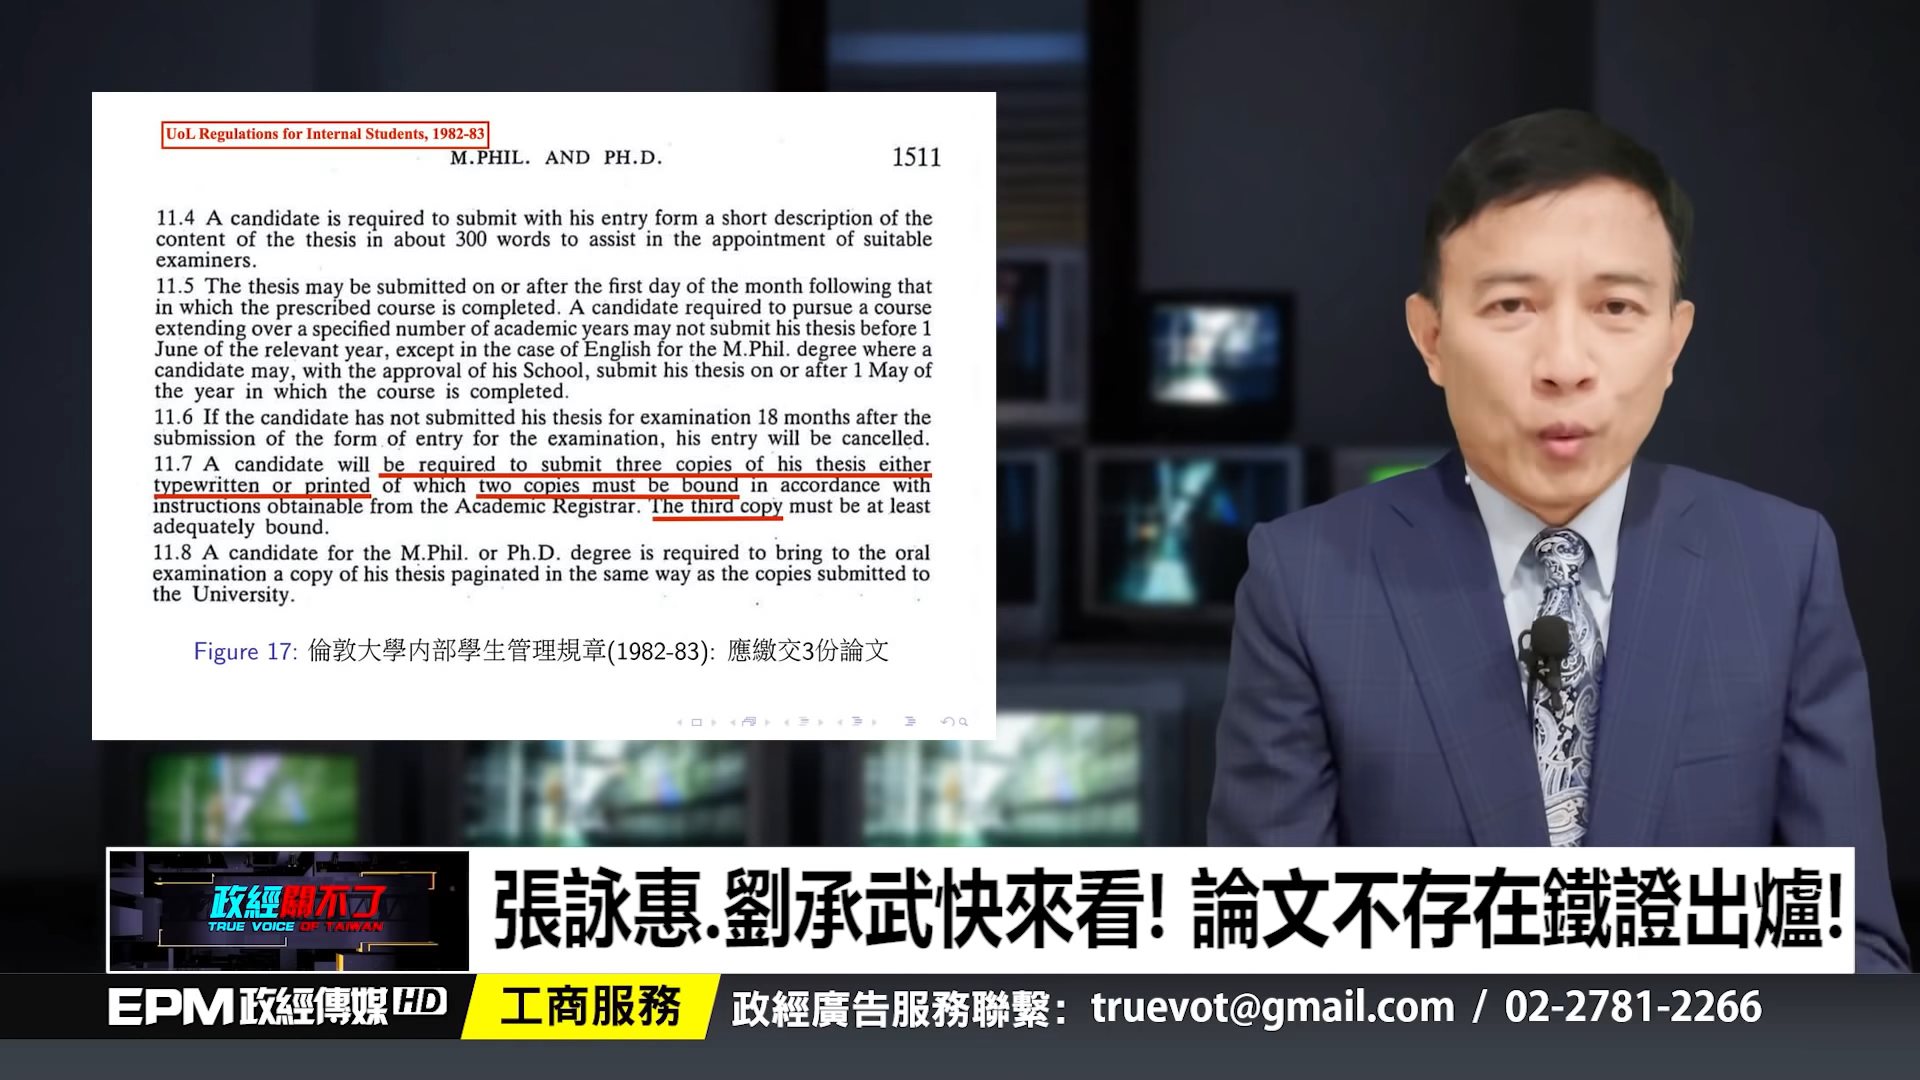 UoL Regulations for Internal Students, 1982-83
M.PHIL. AND PH.D. 1511
11.4 A candidate is required to submit with his entry form a short description of the
content of the thesis in about 300 words to assist in the appointment of suitable
examiners.
11.5 The thesis may be submitted on or after the first day of the month following that
in which the prescribed course is completed. A candidate required to pursue a course
extending over a specified number of academic years may not submit his thesis before 1
June of the relevant year, except in the case of English for the M.Phil. degree where a
candidate may, with the approval of his School, submit his thesis on or after 1 May of
the year in which the course is completed.
11.6 If the candidate has not submitted his thesis for examination 18 months after the
submission of the form of entry for the examination, his entry will be cancelled.
11.7 A candidate will be required to submit three copies of his thesis either
typewritten or printed of which two copies must be bound in accordance with
instructions obtainable from the Academic Registrar. The third copy must be at least
adequately bound.
11.8 A candidate for the M.Phil. or Ph.D. degree is required to bring to the oral
examination a copy of his thesis paginated in the same way as the copies submitted to
the University.
Figure 17: 倫敦大學內部學生管理規章(1982-83): 應繳交3份論文
政經關不了
TRUE VOICE OF TAIWAN
張詠惠.劉承武快來看! 論文不存在鐵證出爐!
EPM政經傳媒HD
工商服務
政經廣告服務聯繫：truevot@gmail.com / 02-2781-2266